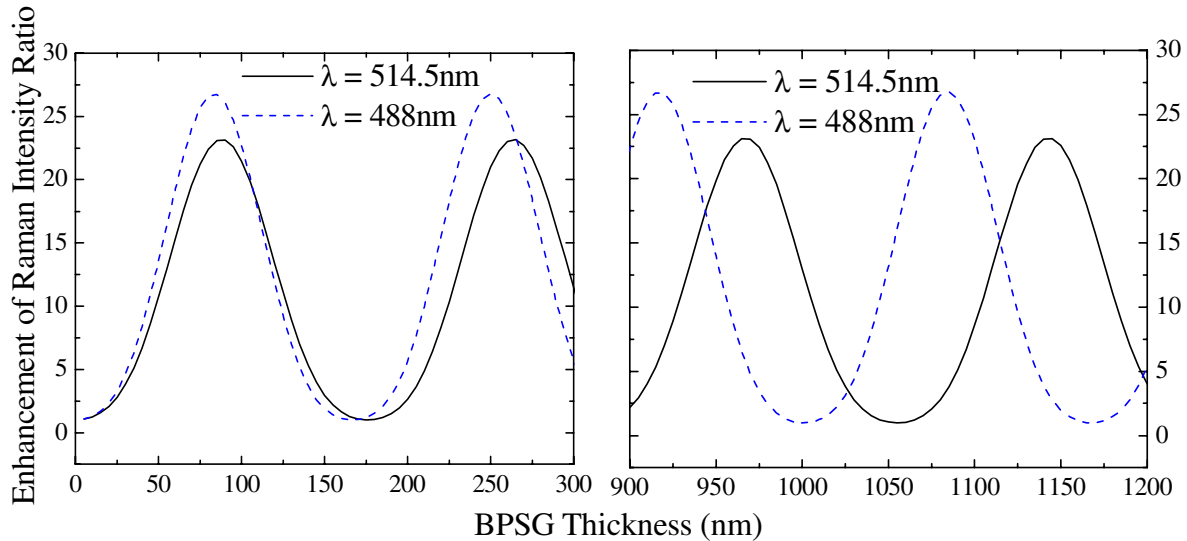 Enhancement of Raman Intensity Ratio
30
25
20
15
10
5
0
λ = 514.5nm
λ = 488nm
0 50 100 150 200 250 300
λ = 514.5nm
λ = 488nm
30
25
20
15
10
5
0
900 950 1000 1050 1100 1150 1200
BPSG Thickness (nm)